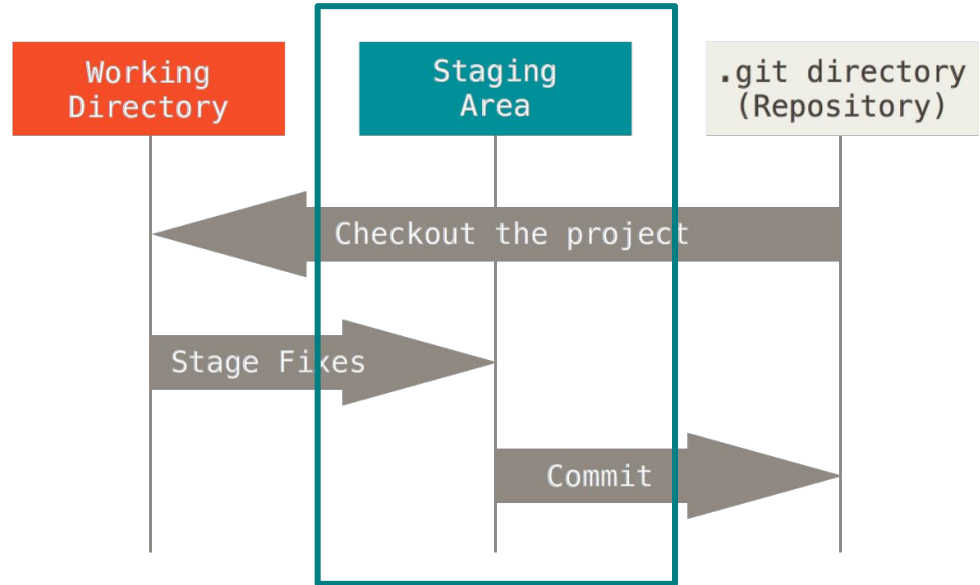 Working
Directory
Staging
Area
.git directory
(Repository)
Checkout the project
Stage Fixes
Commit